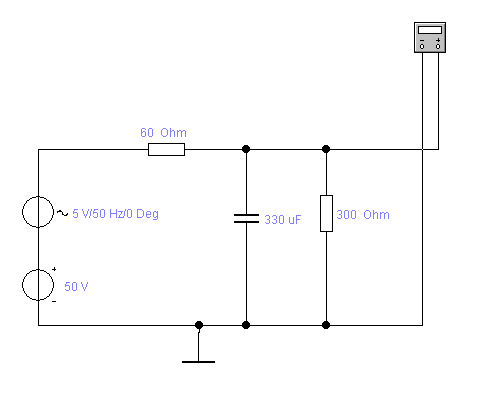 60 Ohm
5 V/50 Hz/0 Deg
330 uF
300 Ohm
50 V
+
-
- +